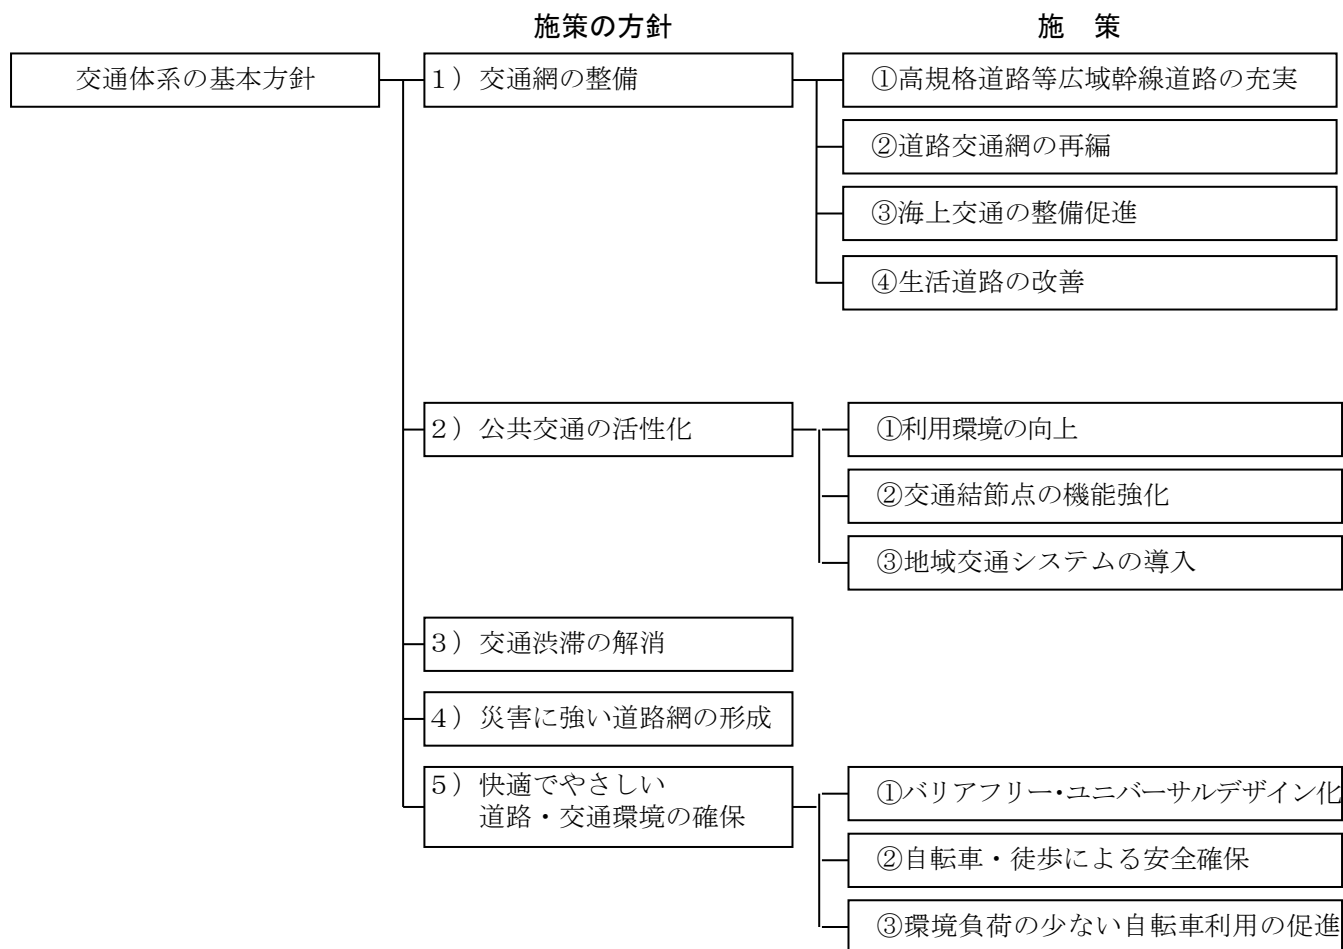 施策の方針
施　策
交通体系の基本方針
１）交通網の整備
①高規格道路等広域幹線道路の充実
②道路交通網の再編
③海上交通の整備促進
④生活道路の改善
２）公共交通の活性化
①利用環境の向上
②交通結節点の機能強化
③地域交通システムの導入
３）交通渋滞の解消
４）災害に強い道路網の形成
５）快適でやさしい
道路・交通環境の確保
①バリアフリー・ユニバーサルデザイン化
②自転車・徒歩による安全確保
③環境負荷の少ない自転車利用の促進